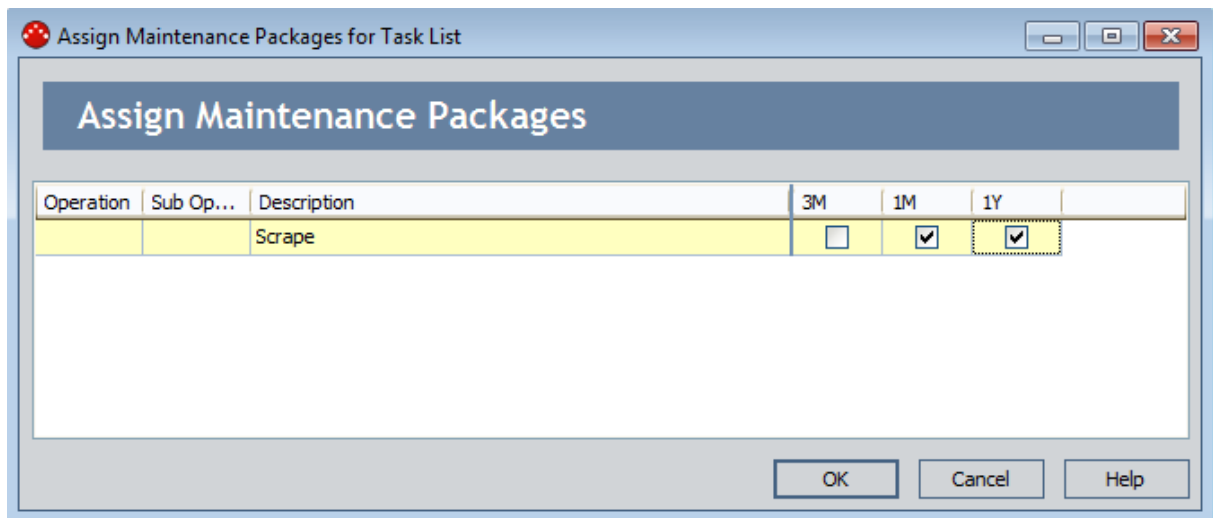 Assign Maintenance Packages for Task List
Assign Maintenance Packages
Operation Sub Op... Description 3M 1M 1Y
Scrape
OK Cancel Help